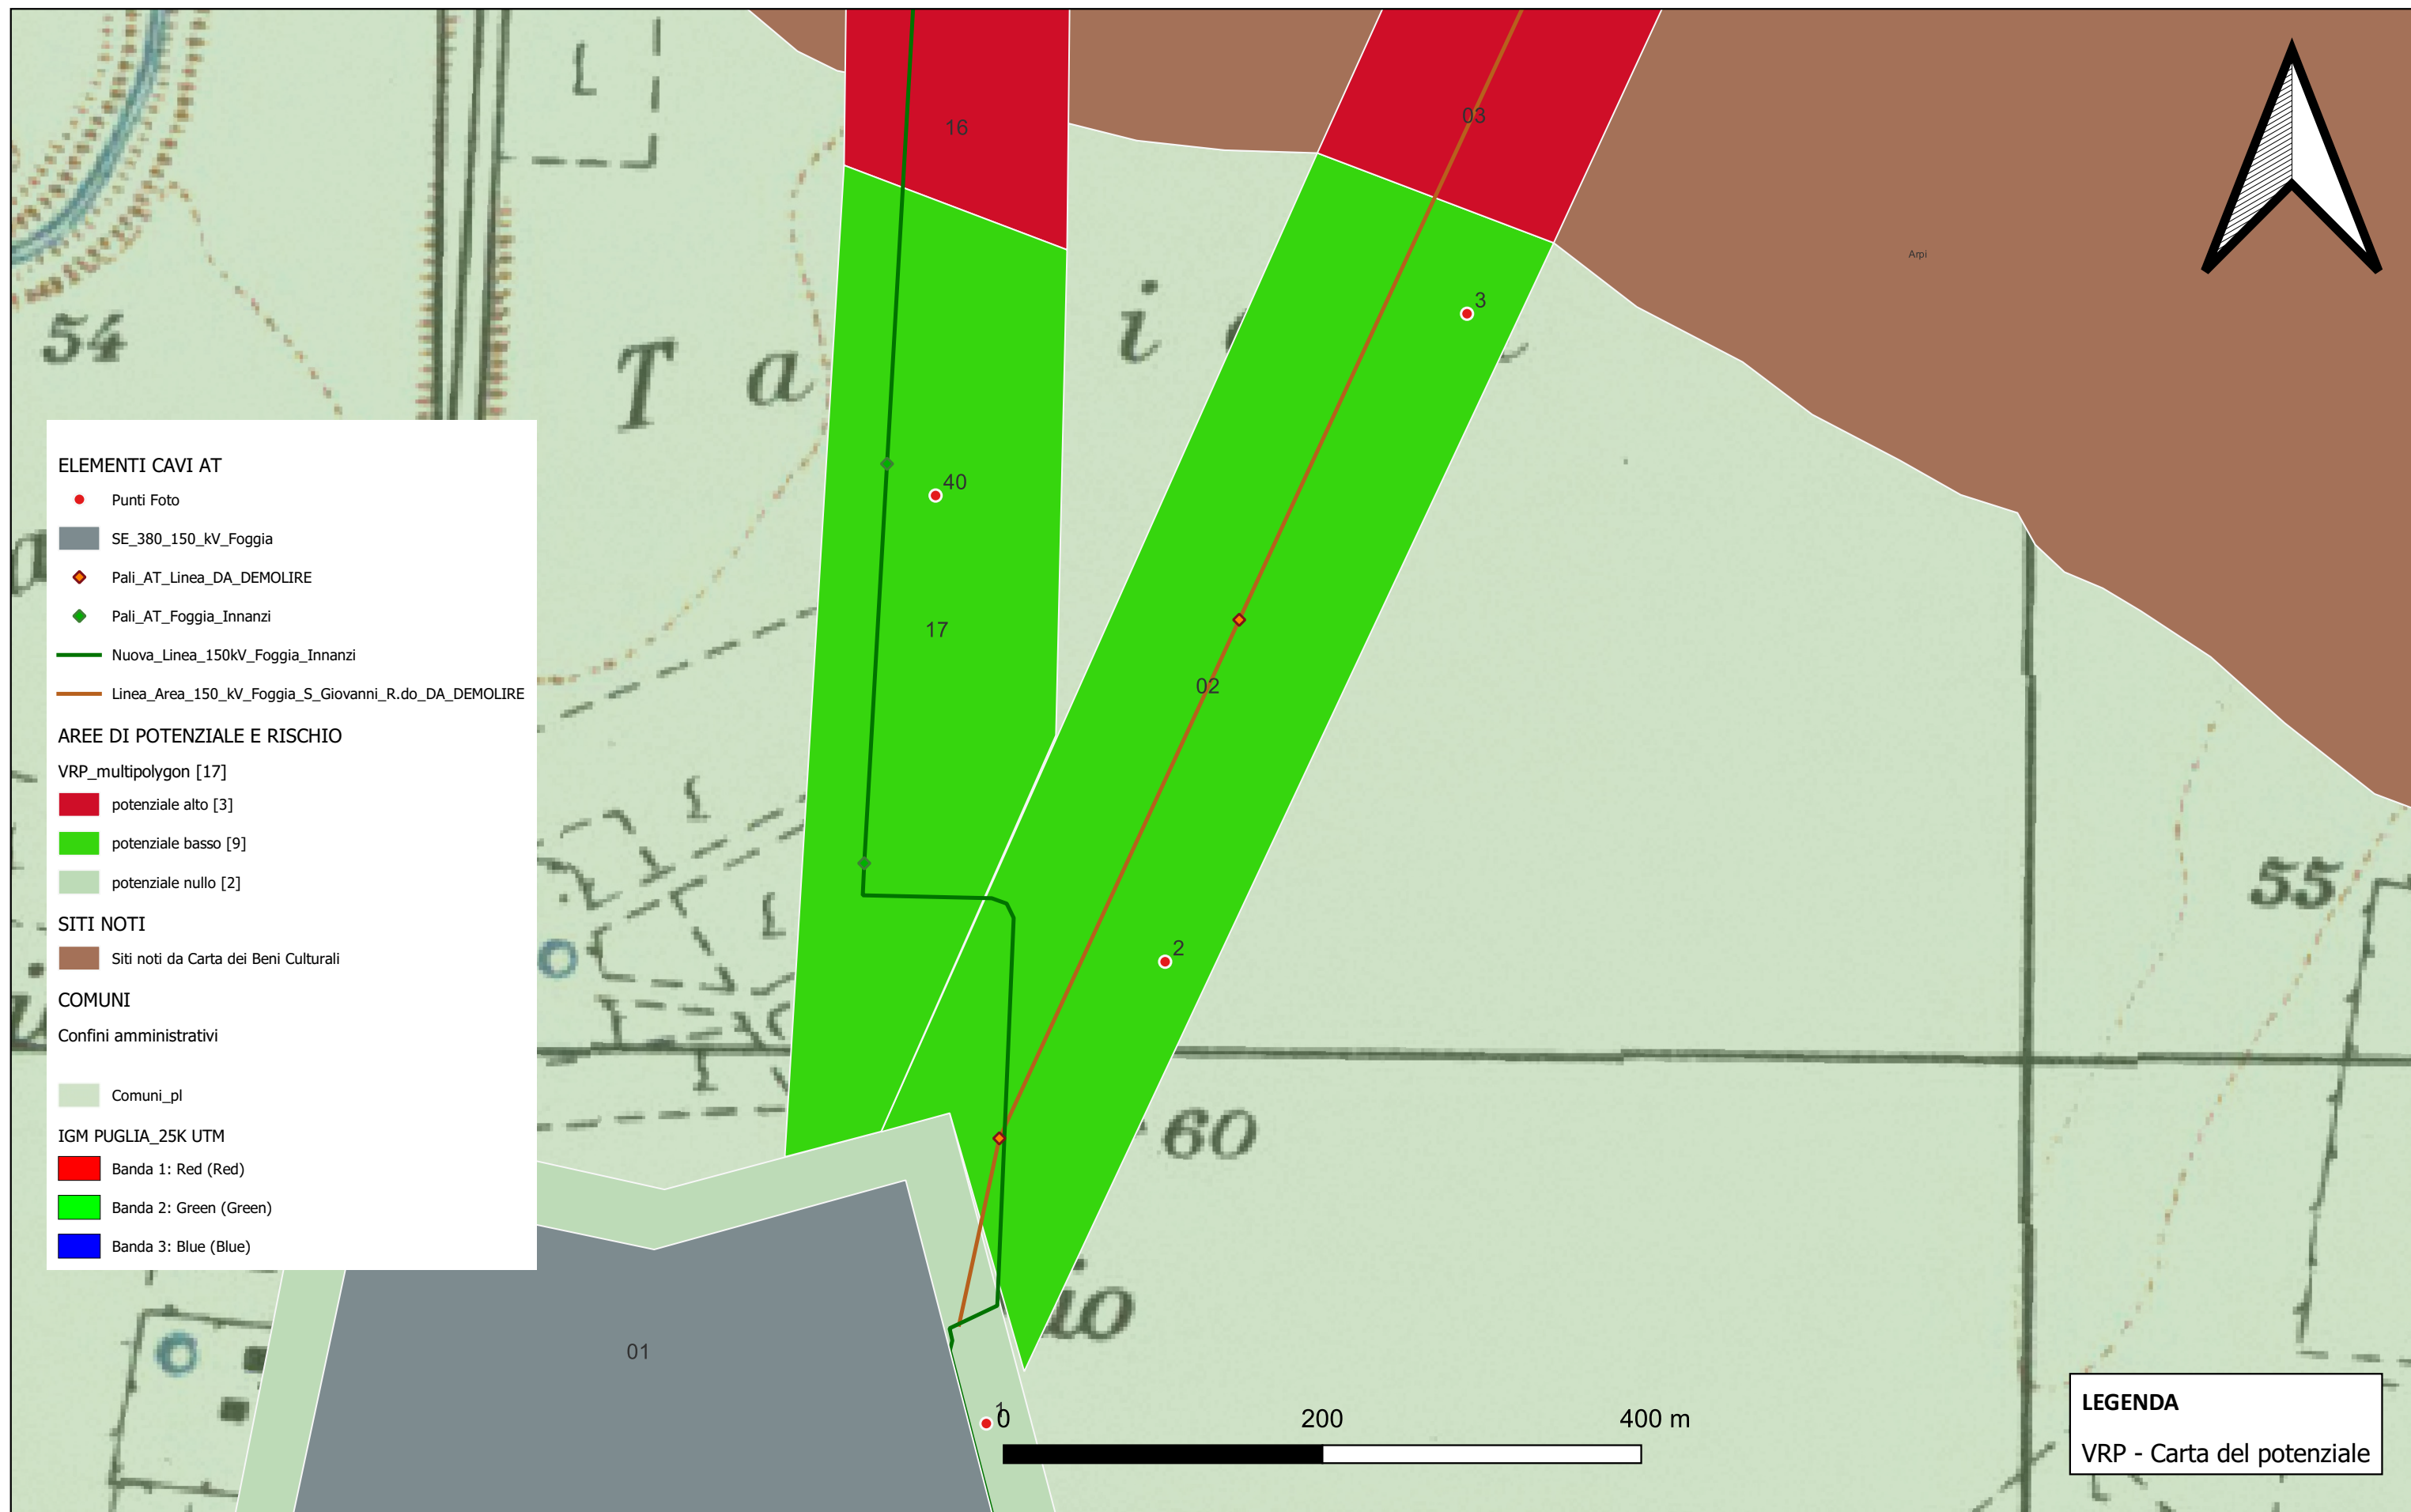 16
03
Arpi
3
54
T a
i
40
17
02
2
55
60
uo
01
1
ELEMENTI CAVI AT
Punti Foto
SE_380_150_kV_Foggia
Pali_AT_Linea_DA_DEMOLIRE
Pali_AT_Foggia_Innanzi
Nuova_Linea_150kV_Foggia_Innanzi
Linea_Area_150_kV_Foggia_S_Giovanni_R.do_DA_DEMOLIRE
AREE DI POTENZIALE E RISCHIO
VRP_multipolygon [17]
potenziale alto [3]
potenziale basso [9]
potenziale nullo [2]
SITI NOTI
Siti noti da Carta dei Beni Culturali
COMUNI
Confini amministrativi
Comuni_pl
IGM PUGLIA_25K UTM
Banda 1: Red (Red)
Banda 2: Green (Green)
Banda 3: Blue (Blue)
0 200 400 m
LEGENDA
VRP - Carta del potenziale